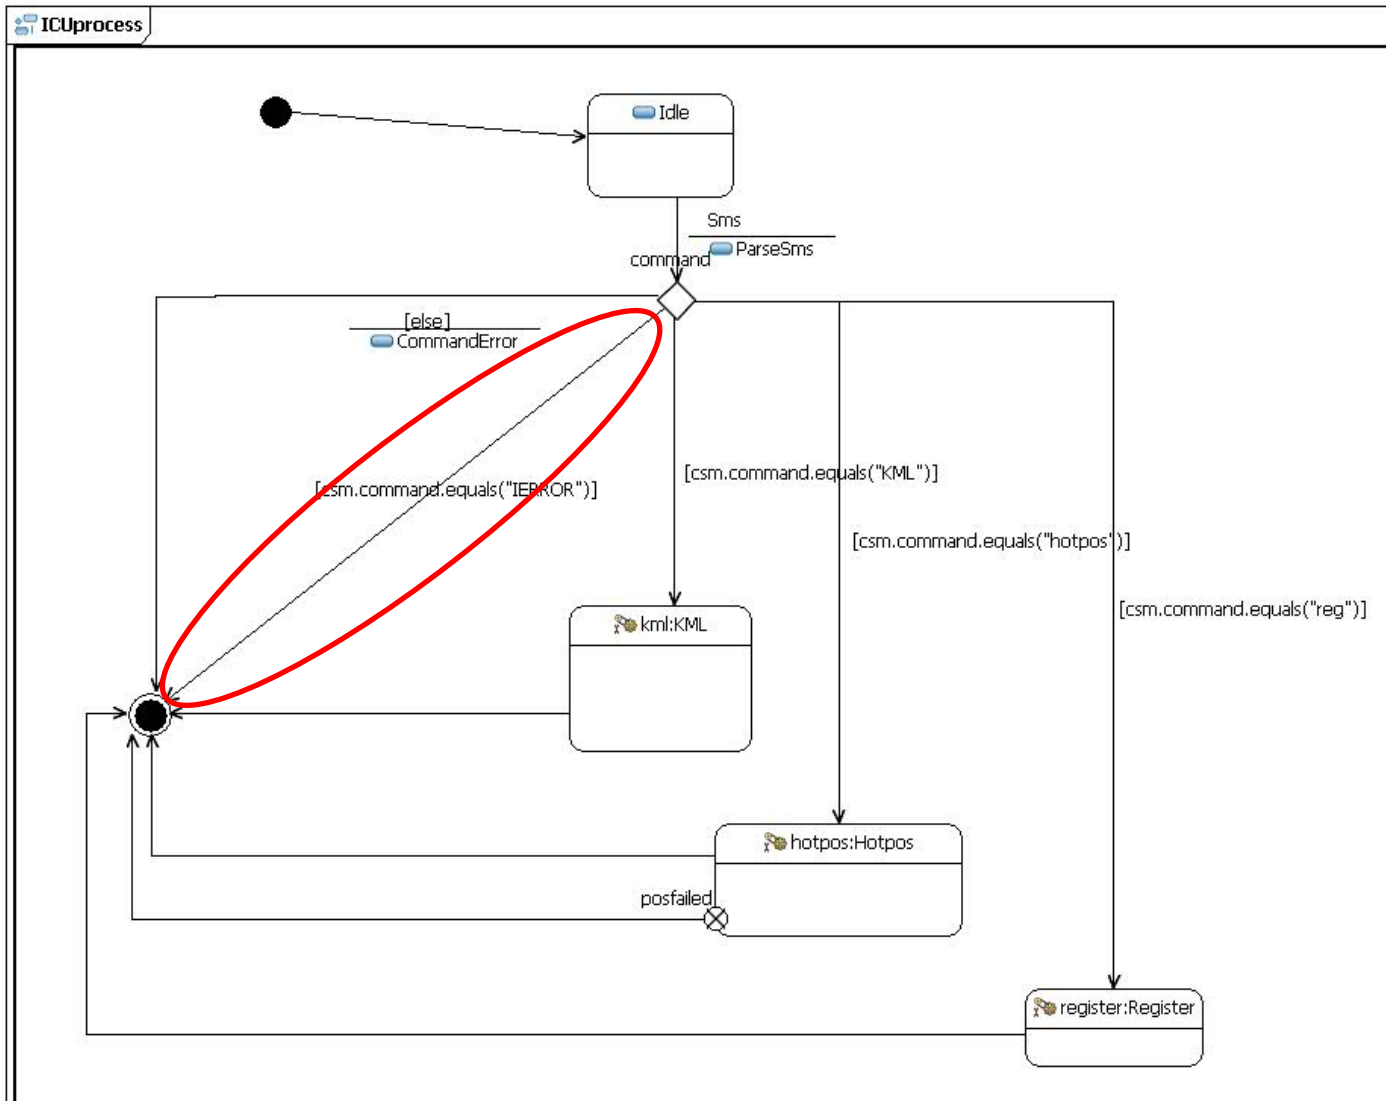 ICUprocess
Idle
Sms
ParseSms
command
[else]
CommandError
[csm.command.equals("KML")]
[csm.command.equals("IERROR")]
[csm.command.equals("hotpos")]
[csm.command.equals("reg")]
kml:KML
hotpos:Hotpos
posfailed
register:Register